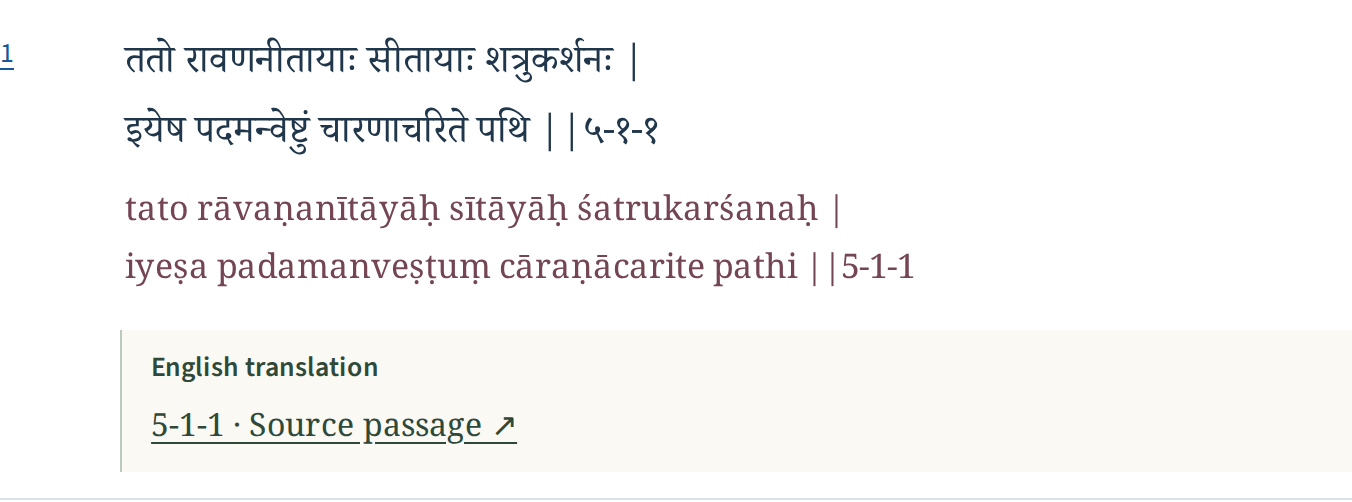 1
ततो रावणनीतायाः सीतायाः शत्रुकर्शनः |
इयेष पदमन्वेष्टुं चारणाचरिते पथि ||५-१-१
tato rāvaṇanītāyāḥ sītāyāḥ śatrukarśanaḥ |
iyeṣa padamanveṣṭuṃ cāraṇācarite pathi ||5-1-1
English translation
5-1-1 · Source passage ↗